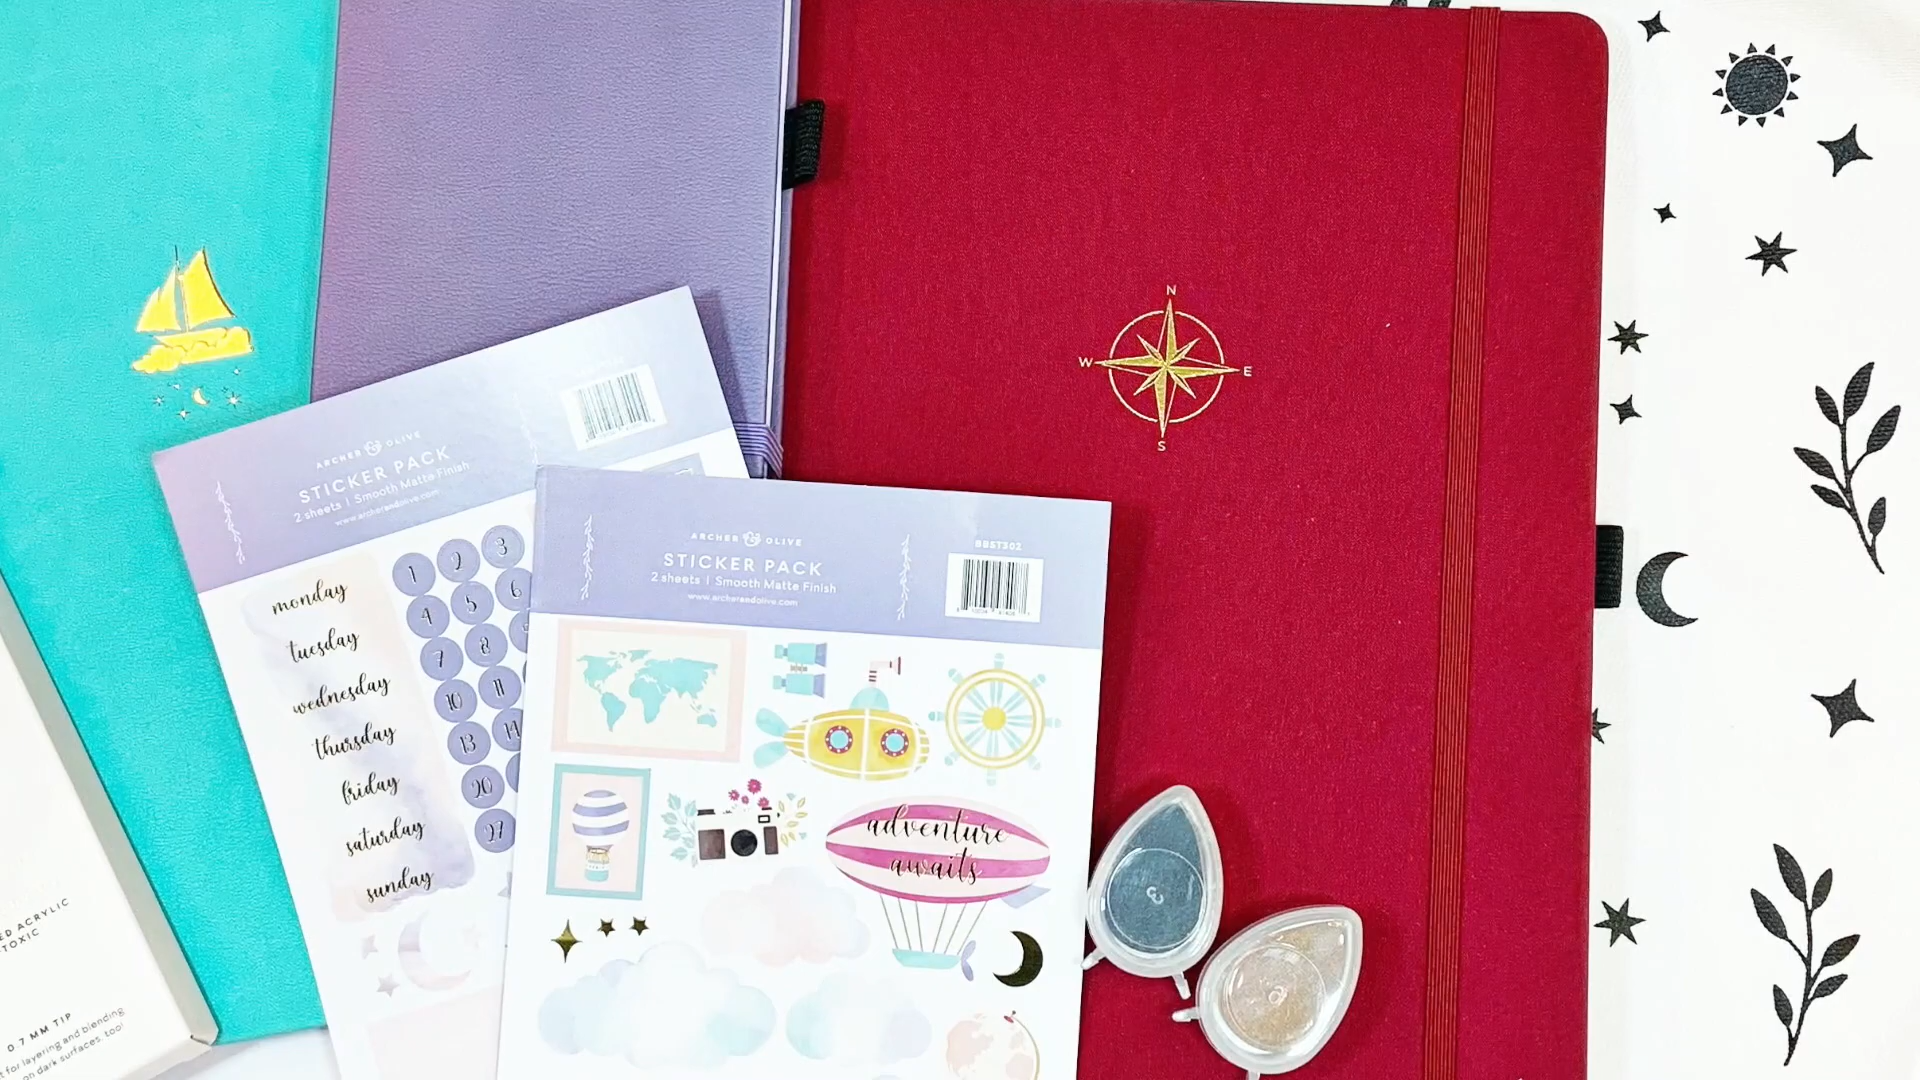 N
W
E
S
ARCHER & OLIVE
STICKER PACK
2 sheets | Smooth Matte Finish
www.archerandolive.com
monday
tuesday
wednesday
thursday
friday
saturday
sunday
1 2 3
4 5 6
7 8
10 11
13 14
20
27
ARCHER & OLIVE
STICKER PACK
2 sheets | Smooth Matte Finish
www.archerandolive.com
BBST302
adventure
awaits
ED ACRYLIC
TOXIC
0.7 MM TIP
t for layering and blending
on dark surfaces, too!